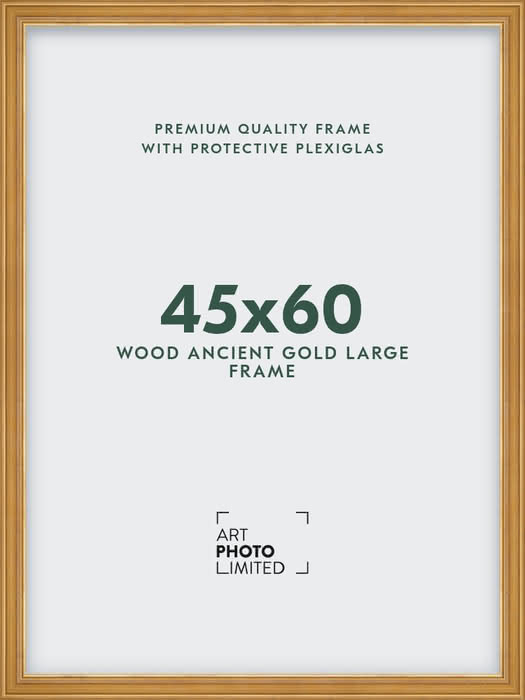 PREMIUM QUALITY FRAME
WITH PROTECTIVE PLEXIGLAS
45x60
WOOD ANCIENT GOLD LARGE
FRAME
ART
PHOTO
LIMITED